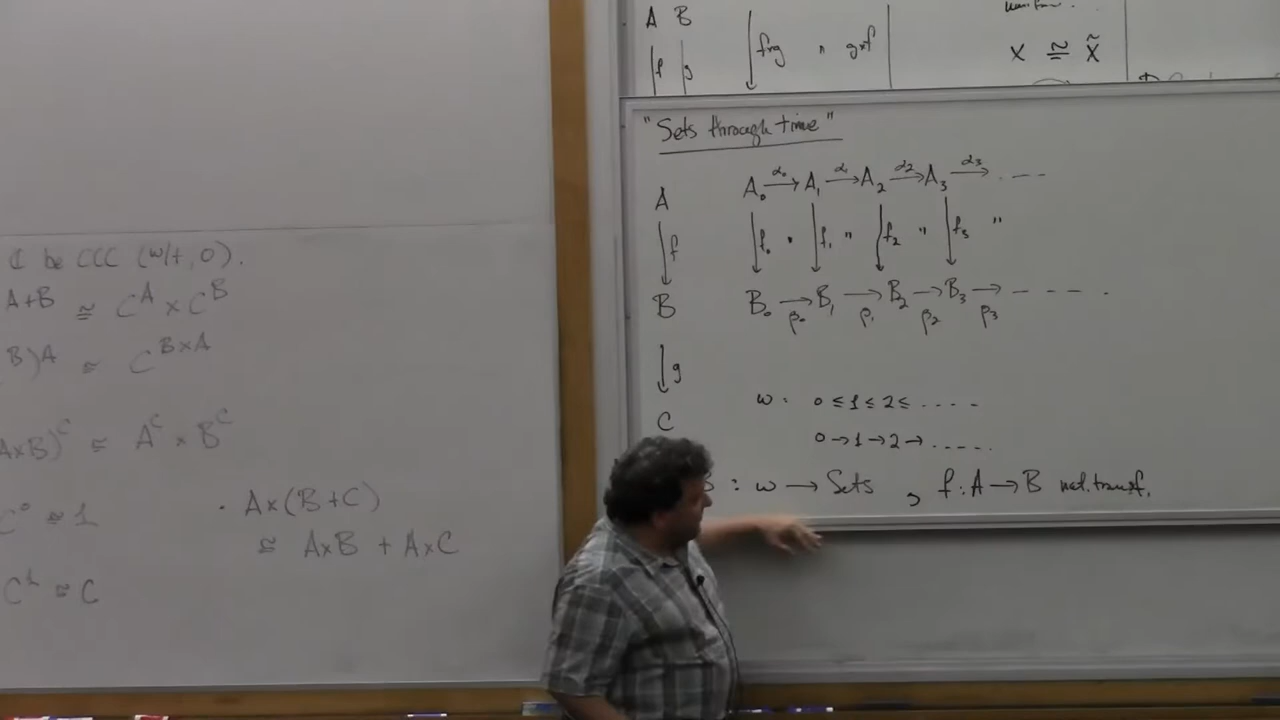 ℂ be CCC (w/+, 0).
A+B ≅ C^A × C^B
B)^A ≅ C^{B×A}
A×B)^C ≅ A^C × B^C
C^0 ≅ 1
C^1 ≅ C
· A×(B+C)
≅ A×B + A×C
A B
f g f×g " g×f
X ≅ X̃
"Sets through time"
A A₀ →^{α₀} A₁ →^{α₁} A₂ →^{α₂} A₃ →^{α₃} . ---
↓f ↓f₀ " ↓f₁ " ↓f₂ " ↓f₃ "
B B₀ →_{β₀} B₁ →_{β₁} B₂ →_{β₂} B₃ →_{β₃} - - - - .
↓g
C
ω: 0 ≤ 1 ≤ 2 ≤ .....
0 → 1 → 2 → .....
: ω → Sets , f: A → B nat. transf.